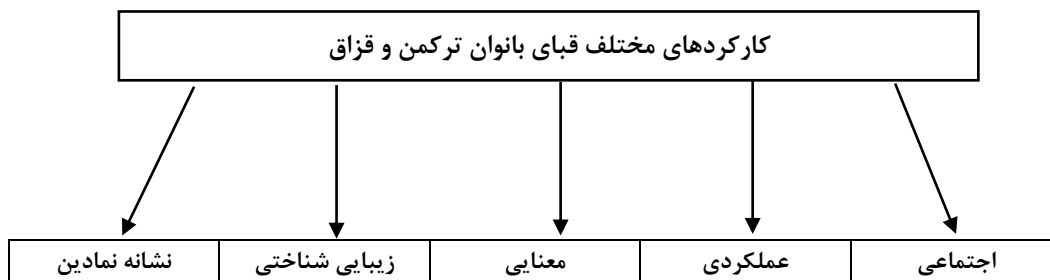 کارکردهای مختلف قبای بانوان ترکمن و قزاق
اجتماعی
عملکردی
معنایی
زیبایی شناختی
نشانه نمادین